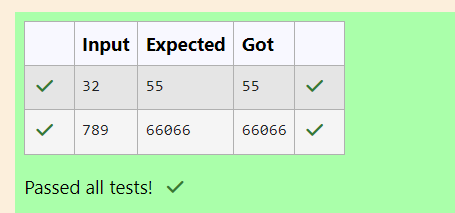 Input Expected Got
32 55 55
789 66066 66066
Passed all tests!